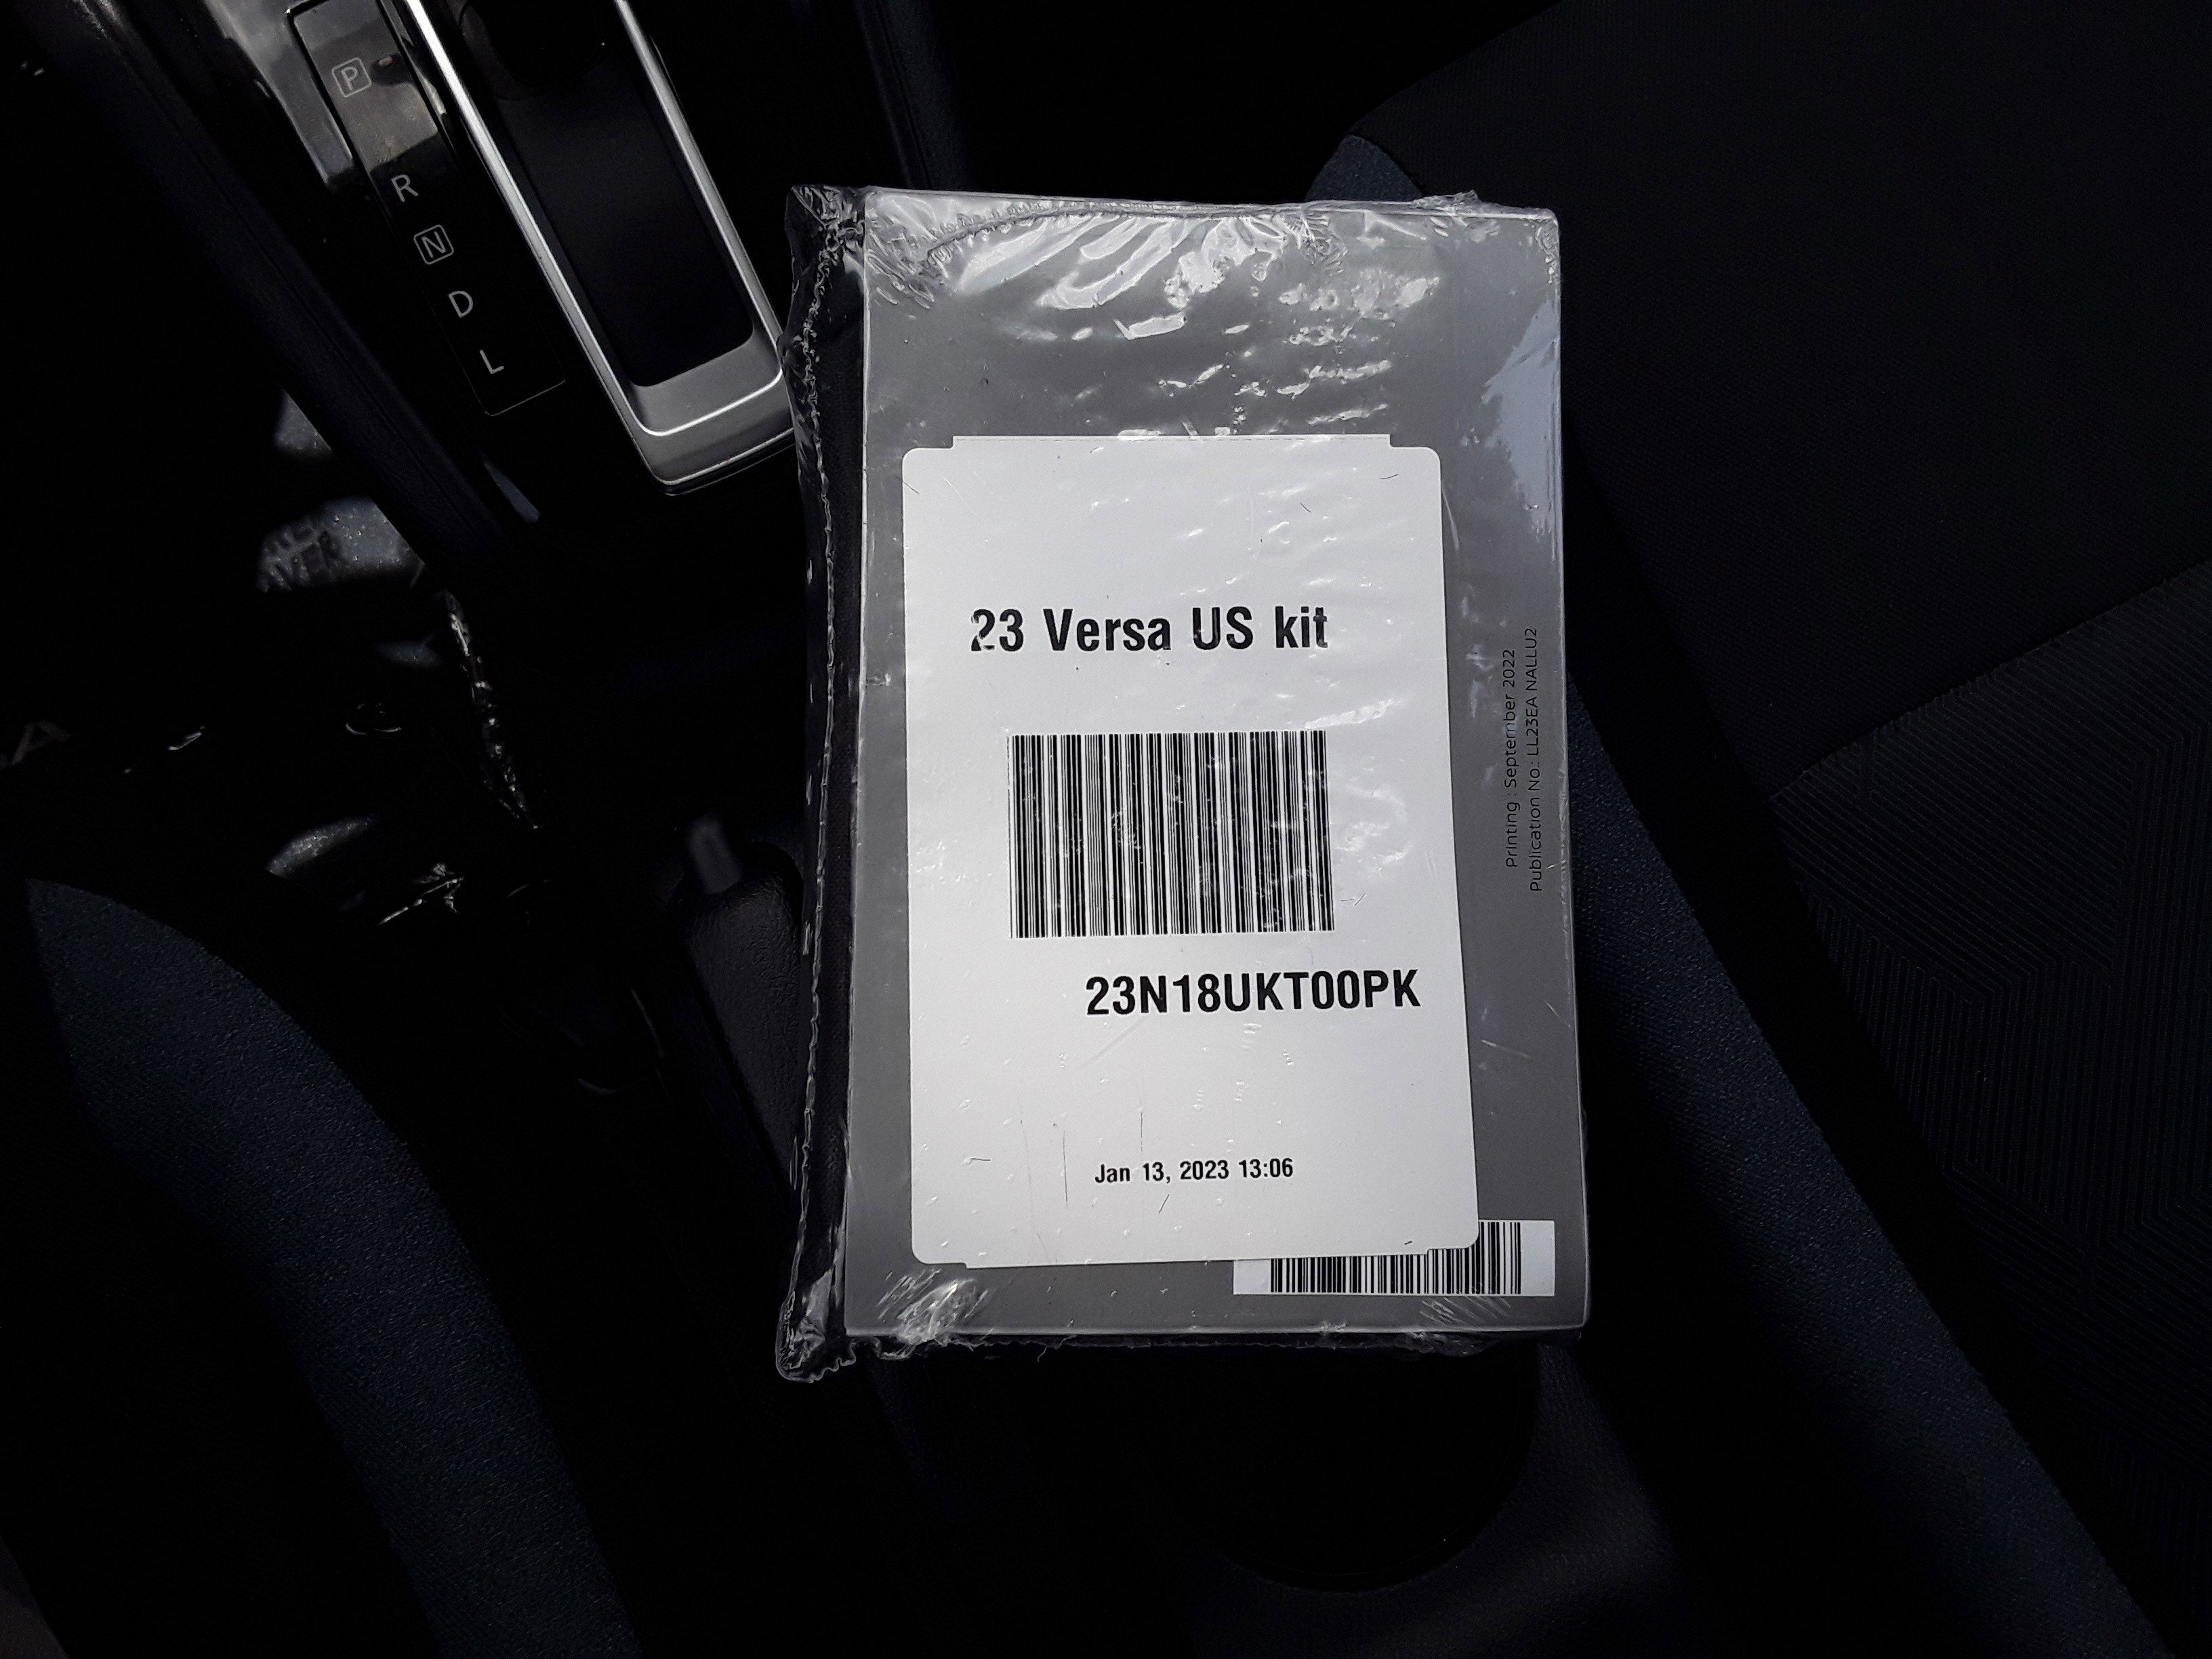 P
R
N
D
L
23 Versa US kit
23N18UKT00PK
Jan 13, 2023 13:06
Printing : September 2022
Publication No.: LL23EA NALLU2